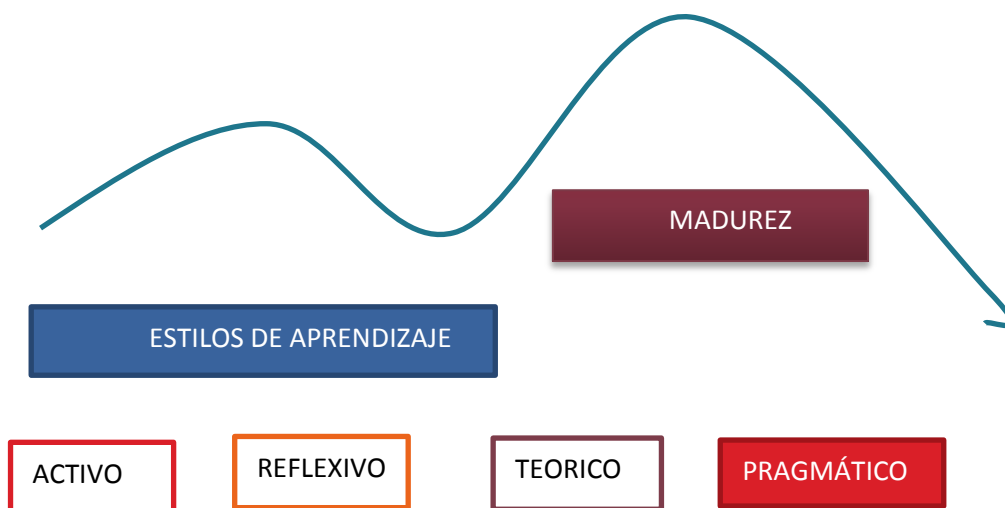 MADUREZ
ESTILOS DE APRENDIZAJE
ACTIVO
REFLEXIVO
TEORICO
PRAGMÁTICO